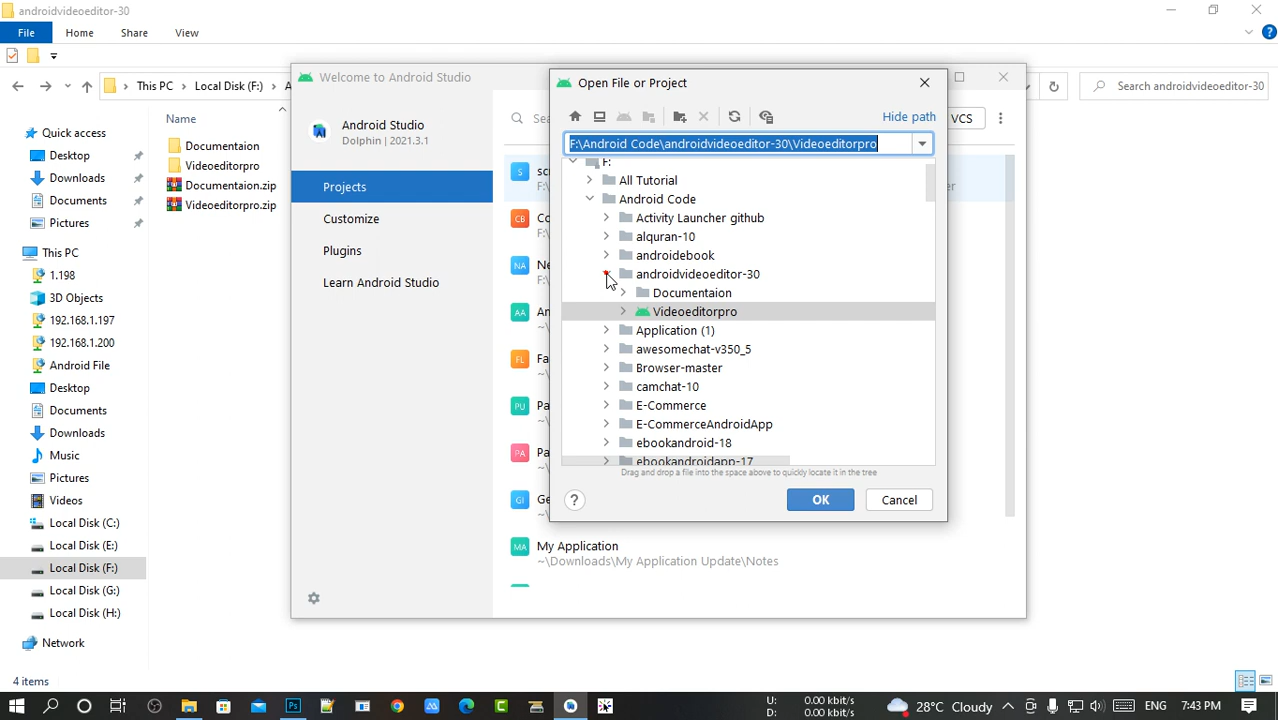 androidvideoeditor-30
File Home Share View
This PC Local Disk (F:) Search androidvideoeditor-30
Name
Quick access
Desktop
Downloads
Documents
Pictures
This PC
1.198
3D Objects
192.168.1.197
192.168.1.200
Android File
Desktop
Documents
Downloads
Music
Pictures
Videos
Local Disk (C:)
Local Disk (E:)
Local Disk (F:)
Local Disk (G:)
Local Disk (H:)
Network
4 items
Documentaion
Videoeditorpro
Documentaion.zip
Videoeditorpro.zip
Welcome to Android Studio
Android Studio
Dolphin | 2021.3.1
Projects
Customize
Plugins
Learn Android Studio
VCS
CB
NA
AA
FL
PU
PA
GI
MA My Application
~\Downloads\My Application Update\Notes
Open File or Project
Hide path
F:\Android Code\androidvideoeditor-30\Videoeditorpro
F:
All Tutorial
Android Code
Activity Launcher github
alquran-10
androidebook
androidvideoeditor-30
Documentaion
Videoeditorpro
Application (1)
awesomechat-v350_5
Browser-master
camchat-10
E-Commerce
E-CommerceAndroidApp
ebookandroid-18
ebookandroidapp-17
Drag and drop a file into the space above to quickly locate it in the tree
? OK Cancel
U: 0.00 kbit/s
D: 0.00 kbit/s
28°C Cloudy ENG 7:43 PM